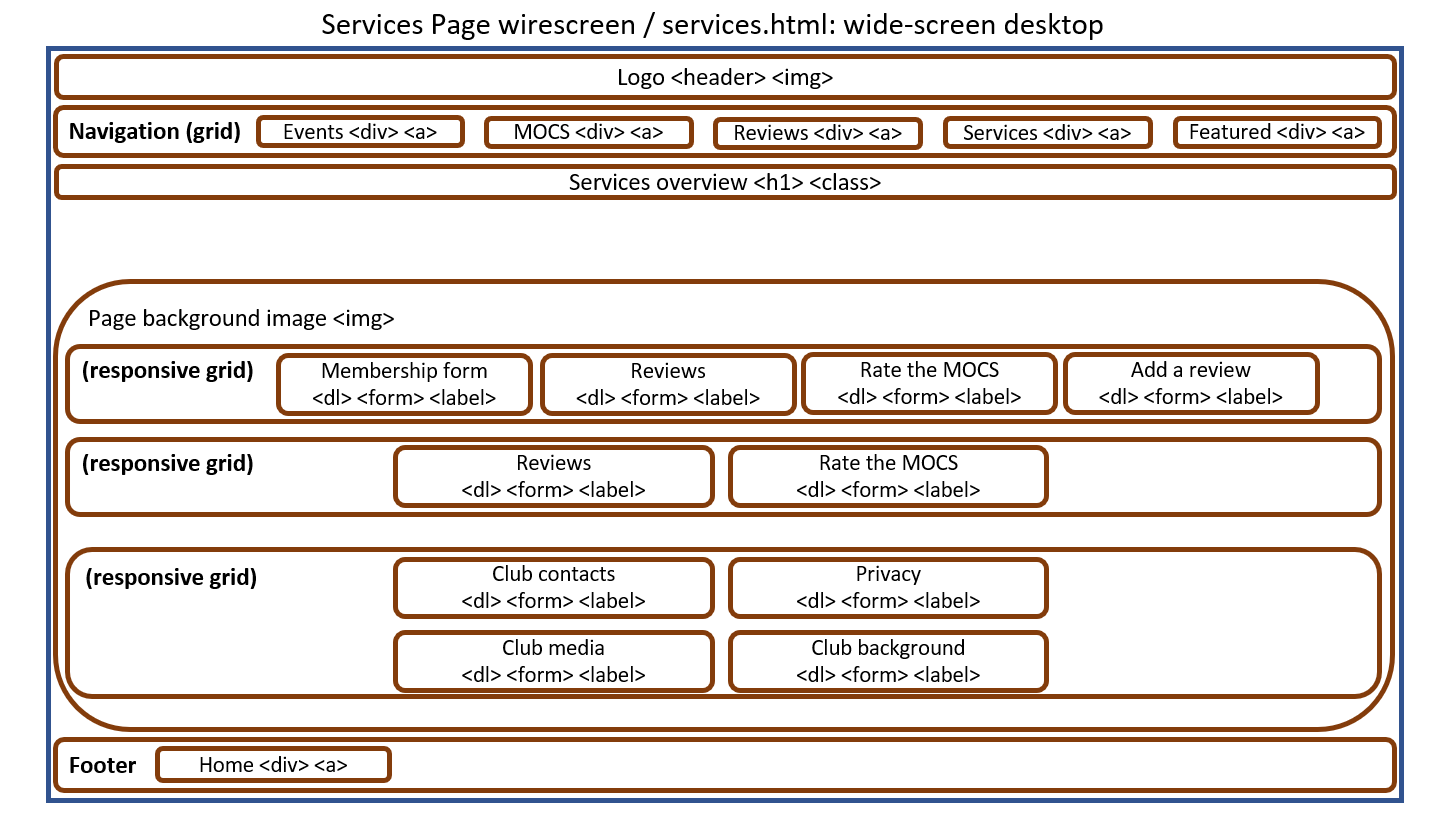 Services Page wirescreen / services.html: wide-screen desktop
Logo <header> <img>
Navigation (grid)
Events <div> <a>
MOCS <div> <a>
Reviews <div> <a>
Services <div> <a>
Featured <div> <a>
Services overview <h1> <class>
Page background image <img>
(responsive grid)
Membership form
<dl> <form> <label>
Reviews
<dl> <form> <label>
Rate the MOCS
<dl> <form> <label>
Add a review
<dl> <form> <label>
(responsive grid)
Reviews
<dl> <form> <label>
Rate the MOCS
<dl> <form> <label>
(responsive grid)
Club contacts
<dl> <form> <label>
Privacy
<dl> <form> <label>
Club media
<dl> <form> <label>
Club background
<dl> <form> <label>
Footer
Home <div> <a>